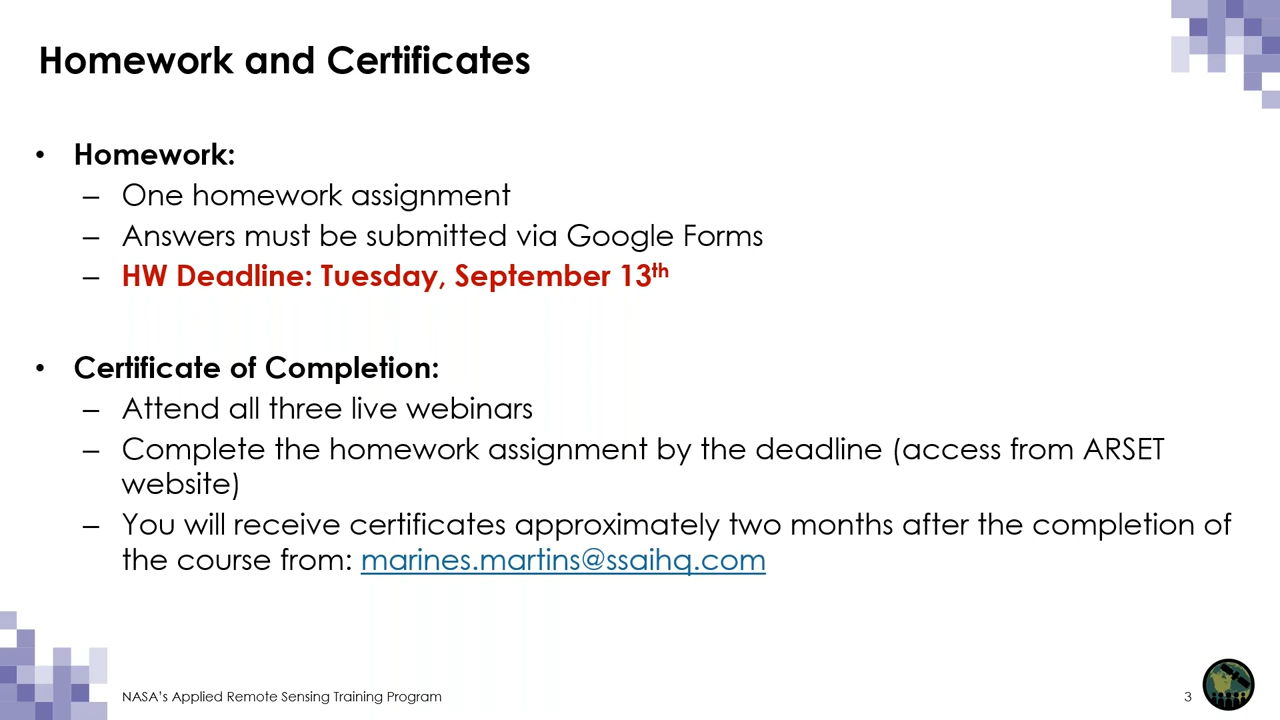 Homework and Certificates
• Homework:
– One homework assignment
– Answers must be submitted via Google Forms
– HW Deadline: Tuesday, September 13th
• Certificate of Completion:
– Attend all three live webinars
– Complete the homework assignment by the deadline (access from ARSET
website)
– You will receive certificates approximately two months after the completion of
the course from: marines.martins@ssaihq.com
NASA's Applied Remote Sensing Training Program
3